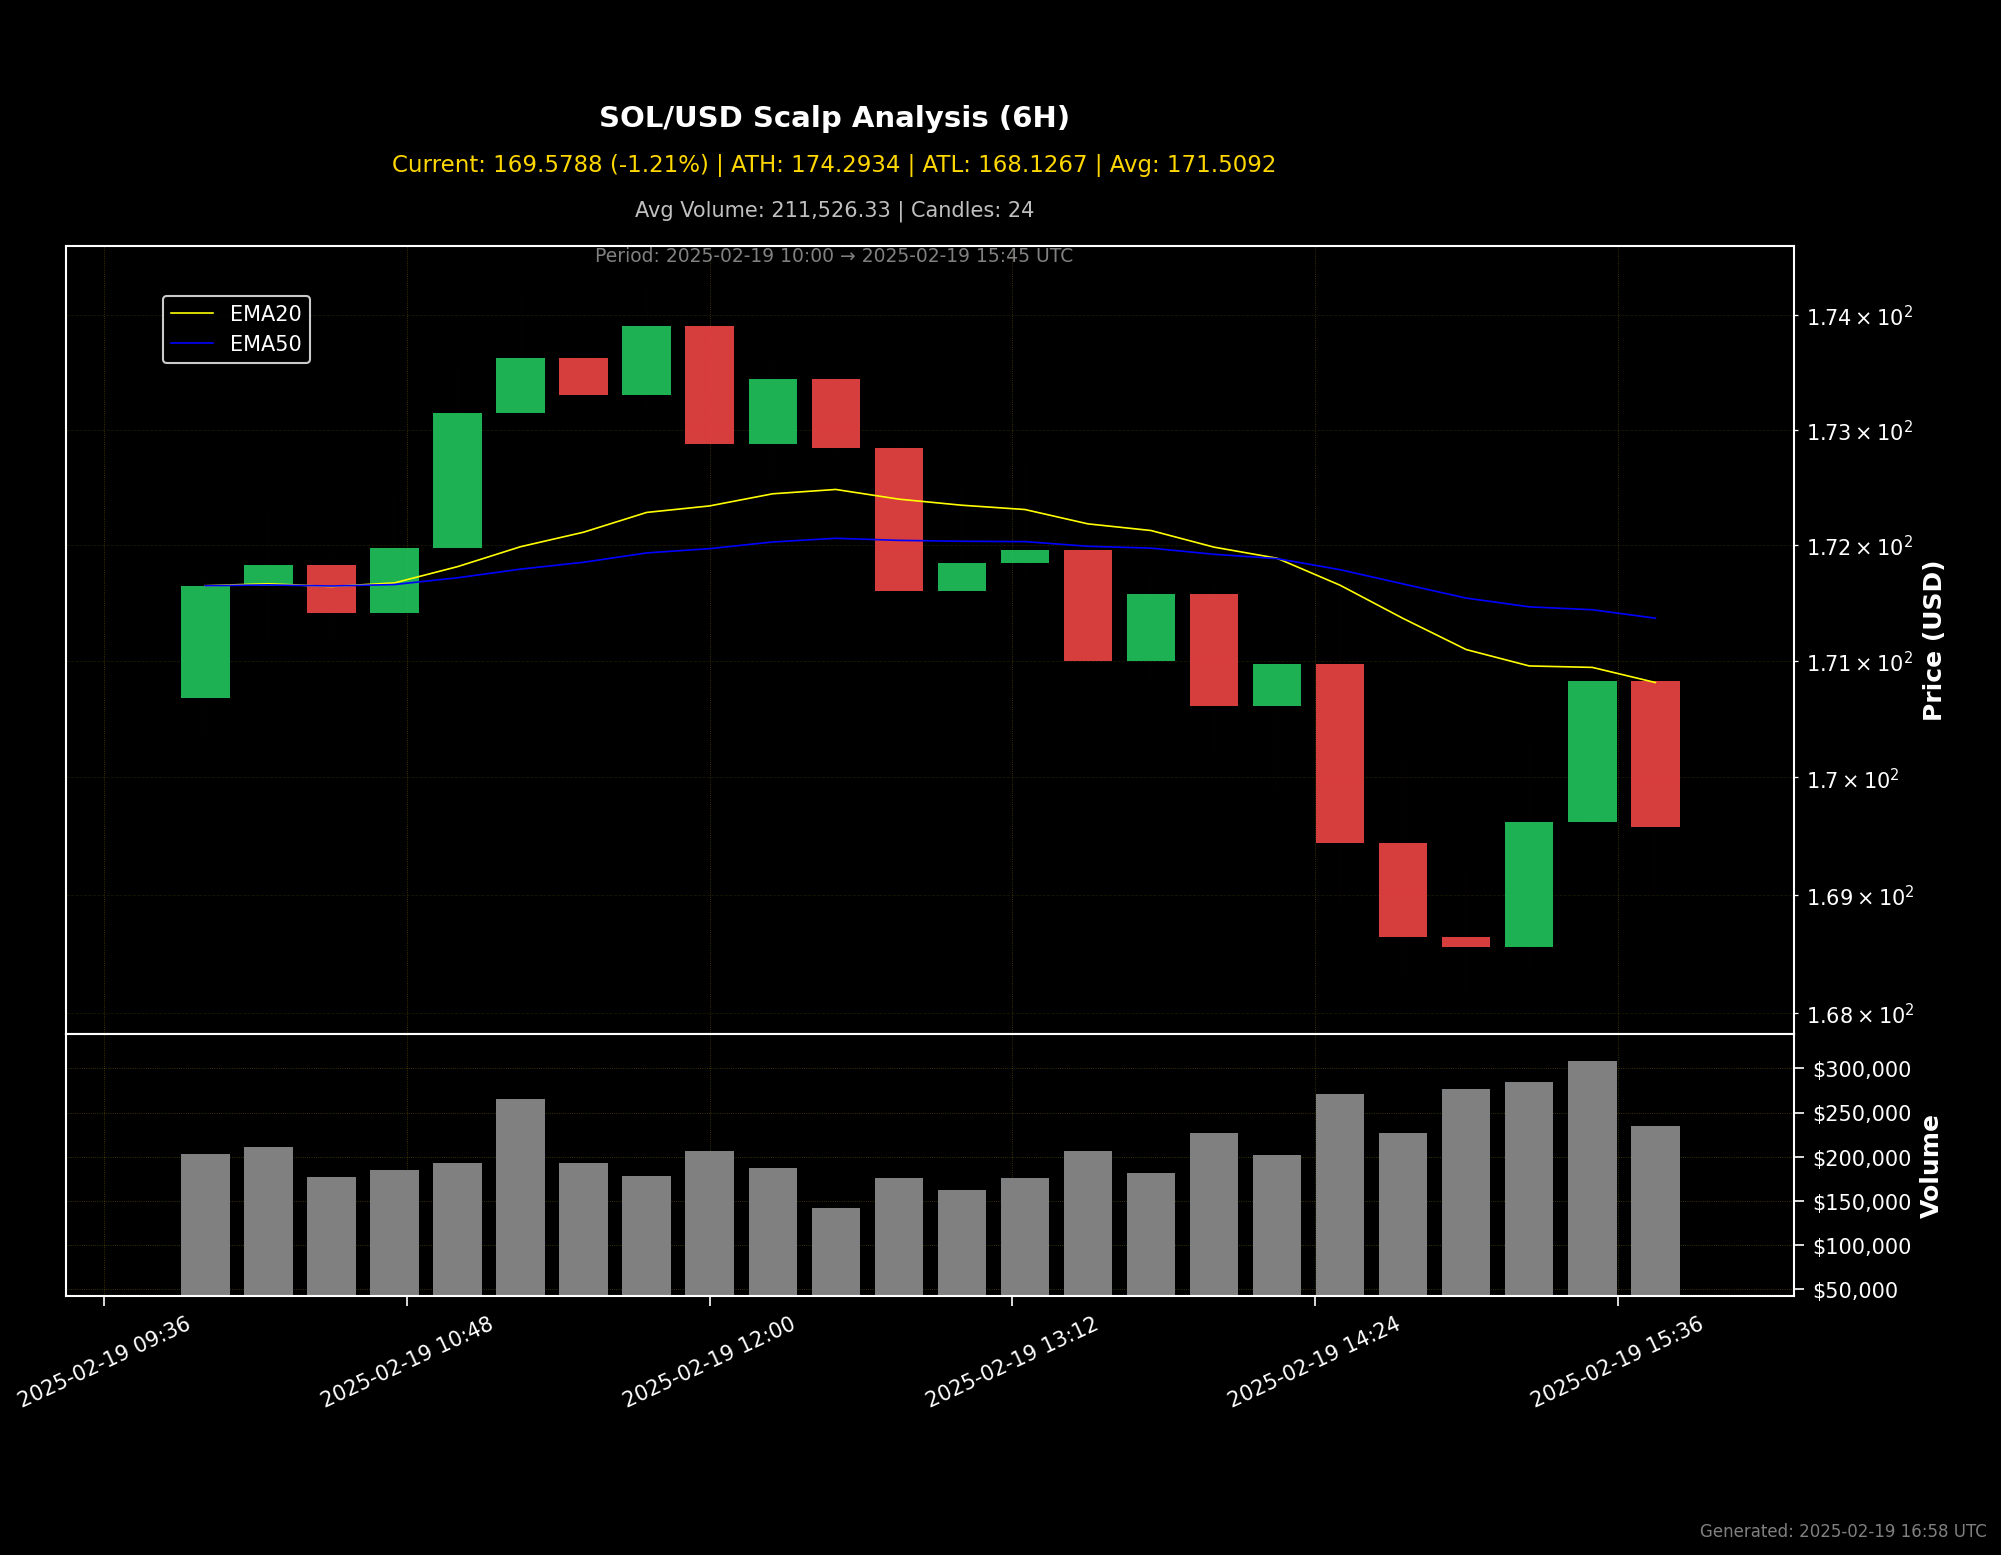 SOL/USD Scalp Analysis (6H)
Current: 169.5788 (-1.21%) | ATH: 174.2934 | ATL: 168.1267 | Avg: 171.5092
Avg Volume: 211,526.33 | Candles: 24
Period: 2025-02-19 10:00 → 2025-02-19 15:45 UTC
EMA20
EMA50
1.74 × 10²
1.73 × 10²
1.72 × 10²
1.71 × 10²
1.7 × 10²
1.69 × 10²
1.68 × 10²
Price (USD)
$300,000
$250,000
$200,000
$150,000
$100,000
$50,000
Volume
2025-02-19 09:36
2025-02-19 10:48
2025-02-19 12:00
2025-02-19 13:12
2025-02-19 14:24
2025-02-19 15:36
Generated: 2025-02-19 16:58 UTC